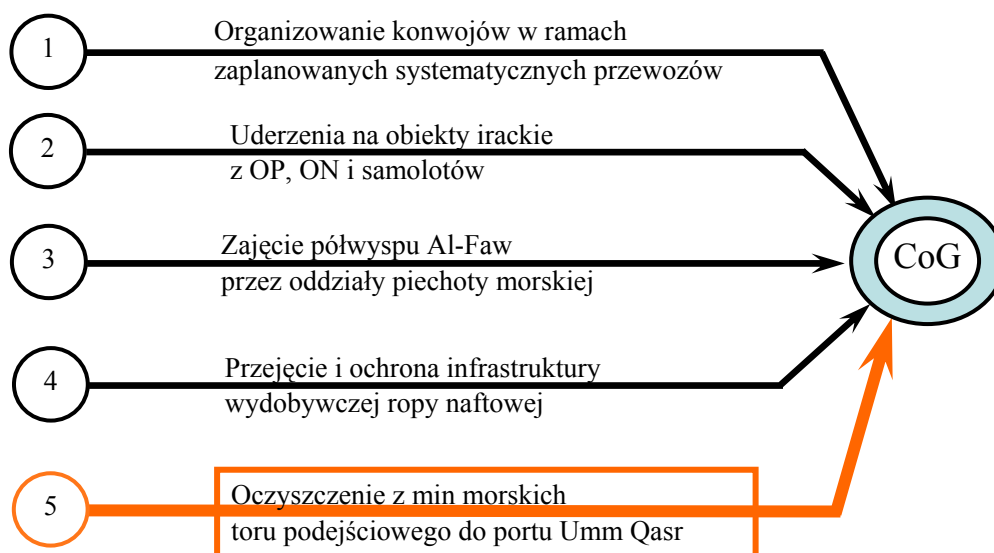 1
Organizowanie konwojów w ramach
zaplanowanych systematycznych przewozów
2
Uderzenia na obiekty irackie
z OP, ON i samolotów
3
Zajęcie półwyspu Al-Faw
przez oddziały piechoty morskiej
CoG
4
Przejęcie i ochrona infrastruktury
wydobywczej ropy naftowej
5
Oczyszczenie z min morskich
toru podejściowego do portu Umm Qasr